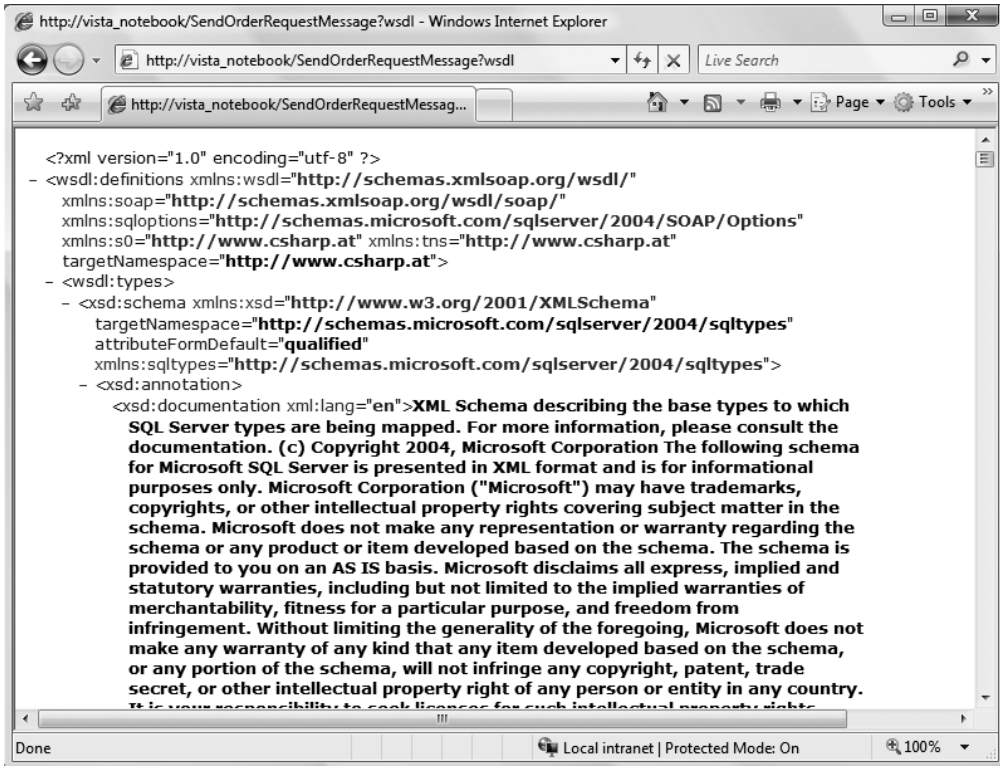 http://vista_notebook/SendOrderRequestMessage?wsdl - Windows Internet Explorer
http://vista_notebook/SendOrderRequestMessage?wsdl
Live Search
http://vista_notebook/SendOrderRequestMessag...
Page
Tools
<?xml version="1.0" encoding="utf-8" ?>
- <wsdl:definitions xmlns:wsdl="http://schemas.xmlsoap.org/wsdl/"
xmlns:soap="http://schemas.xmlsoap.org/wsdl/soap/"
xmlns:sqloptions="http://schemas.microsoft.com/sqlserver/2004/SOAP/Options"
xmlns:s0="http://www.csharp.at" xmlns:tns="http://www.csharp.at"
targetNamespace="http://www.csharp.at">
- <wsdl:types>
- <xsd:schema xmlns:xsd="http://www.w3.org/2001/XMLSchema"
targetNamespace="http://schemas.microsoft.com/sqlserver/2004/sqltypes"
attributeFormDefault="qualified"
xmlns:sqltypes="http://schemas.microsoft.com/sqlserver/2004/sqltypes">
- <xsd:annotation>
<xsd:documentation xml:lang="en">XML Schema describing the base types to which
SQL Server types are being mapped. For more information, please consult the
documentation. (c) Copyright 2004, Microsoft Corporation The following schema
for Microsoft SQL Server is presented in XML format and is for informational
purposes only. Microsoft Corporation ("Microsoft") may have trademarks,
copyrights, or other intellectual property rights covering subject matter in the
schema. Microsoft does not make any representation or warranty regarding the
schema or any product or item developed based on the schema. The schema is
provided to you on an AS IS basis. Microsoft disclaims all express, implied and
statutory warranties, including but not limited to the implied warranties of
merchantability, fitness for a particular purpose, and freedom from
infringement. Without limiting the generality of the foregoing, Microsoft does not
make any warranty of any kind that any item developed based on the schema,
or any portion of the schema, will not infringe any copyright, patent, trade
secret, or other intellectual property right of any person or entity in any country.
It is your responsibility to seek licenses for such intellectual property rights
Done
Local intranet | Protected Mode: On
100%